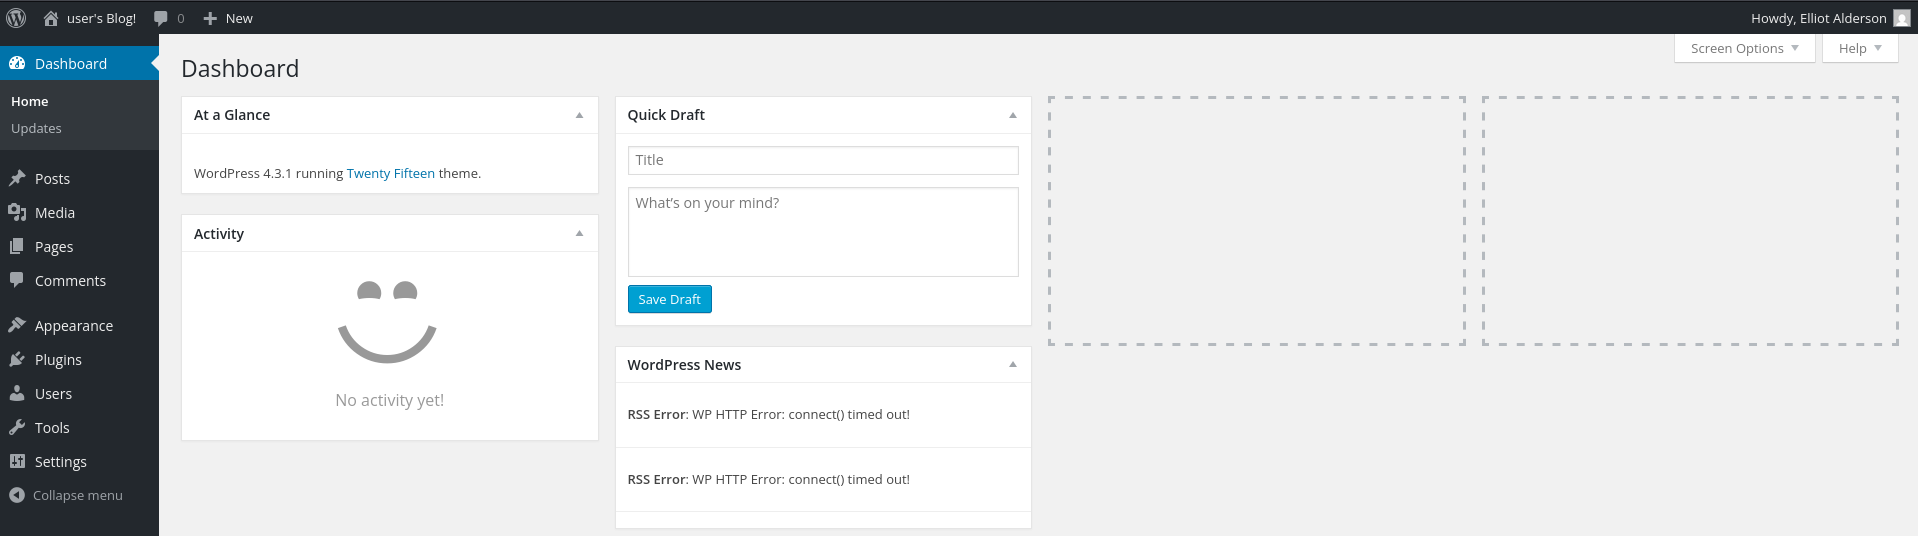 user's Blog! 0 New Howdy, Elliot Alderson
Screen Options Help
Dashboard
Home
Updates
Posts
Media
Pages
Comments
Appearance
Plugins
Users
Tools
Settings
Collapse menu
Dashboard
At a Glance
WordPress 4.3.1 running Twenty Fifteen theme.
Activity
No activity yet!
Quick Draft
Title
What's on your mind?
Save Draft
WordPress News
RSS Error: WP HTTP Error: connect() timed out!
RSS Error: WP HTTP Error: connect() timed out!